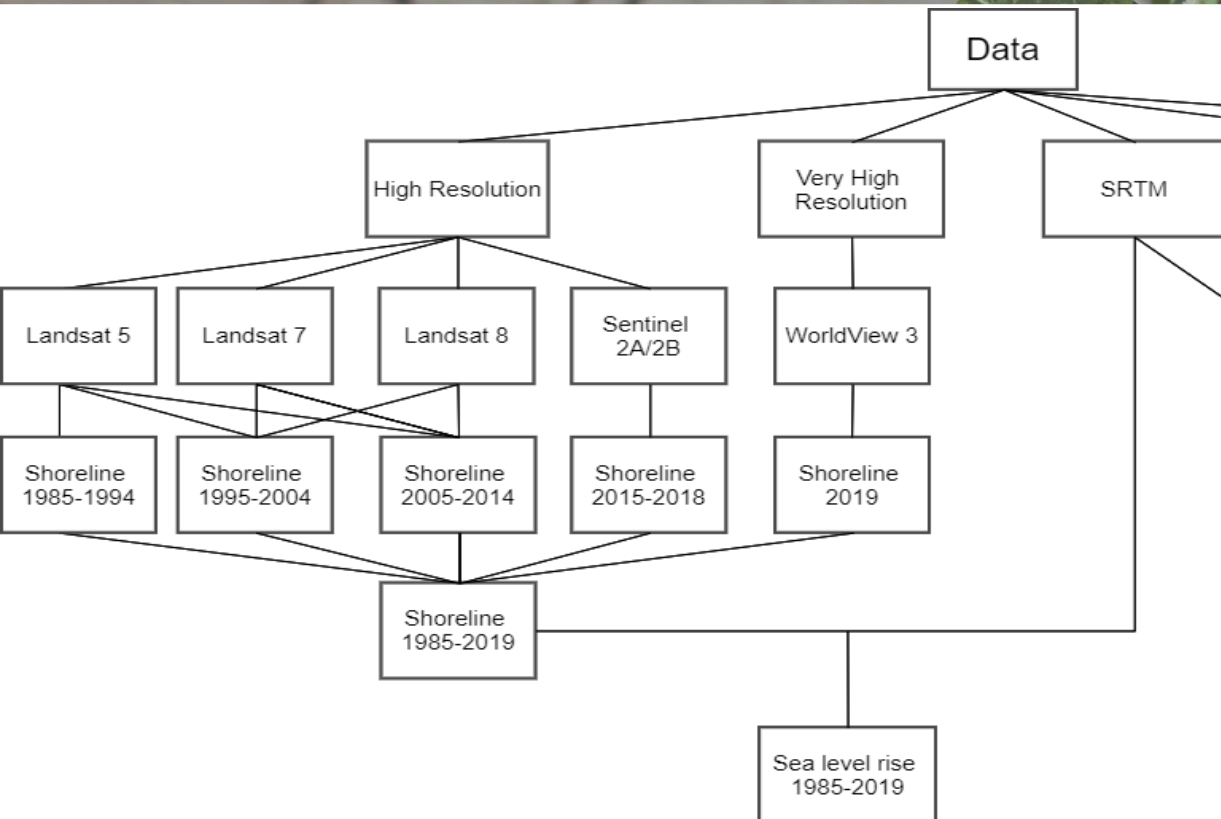 Data
High Resolution
Very High
Resolution
SRTM
Landsat 5
Landsat 7
Landsat 8
Sentinel
2A/2B
WorldView 3
Shoreline
1985-1994
Shoreline
1995-2004
Shoreline
2005-2014
Shoreline
2015-2018
Shoreline
2019
Shoreline
1985-2019
Sea level rise
1985-2019